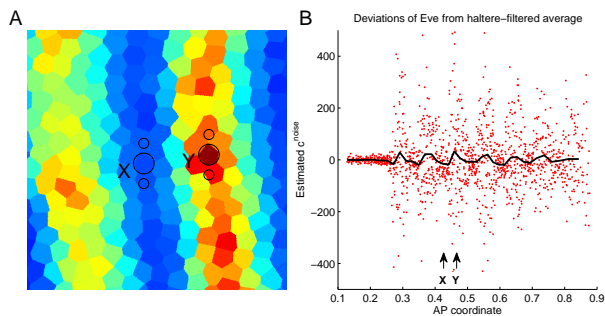 A
X
Y
B
Deviations of Eve from haltere−filtered average
Estimated c^noise
400
200
0
−200
−400
X Y
0.1 0.2 0.3 0.4 0.5 0.6 0.7 0.8 0.9
AP coordinate